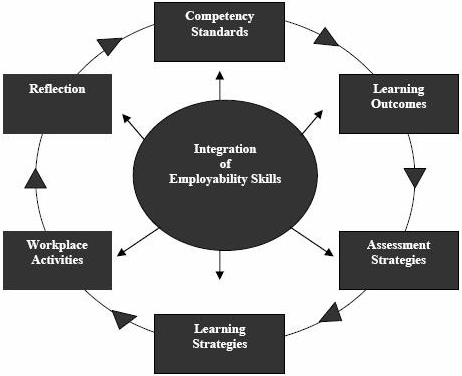 Competency
Standards
Reflection
Learning
Outcomes
Integration
of
Employability Skills
Workplace
Activities
Assessment
Strategies
Learning
Strategies